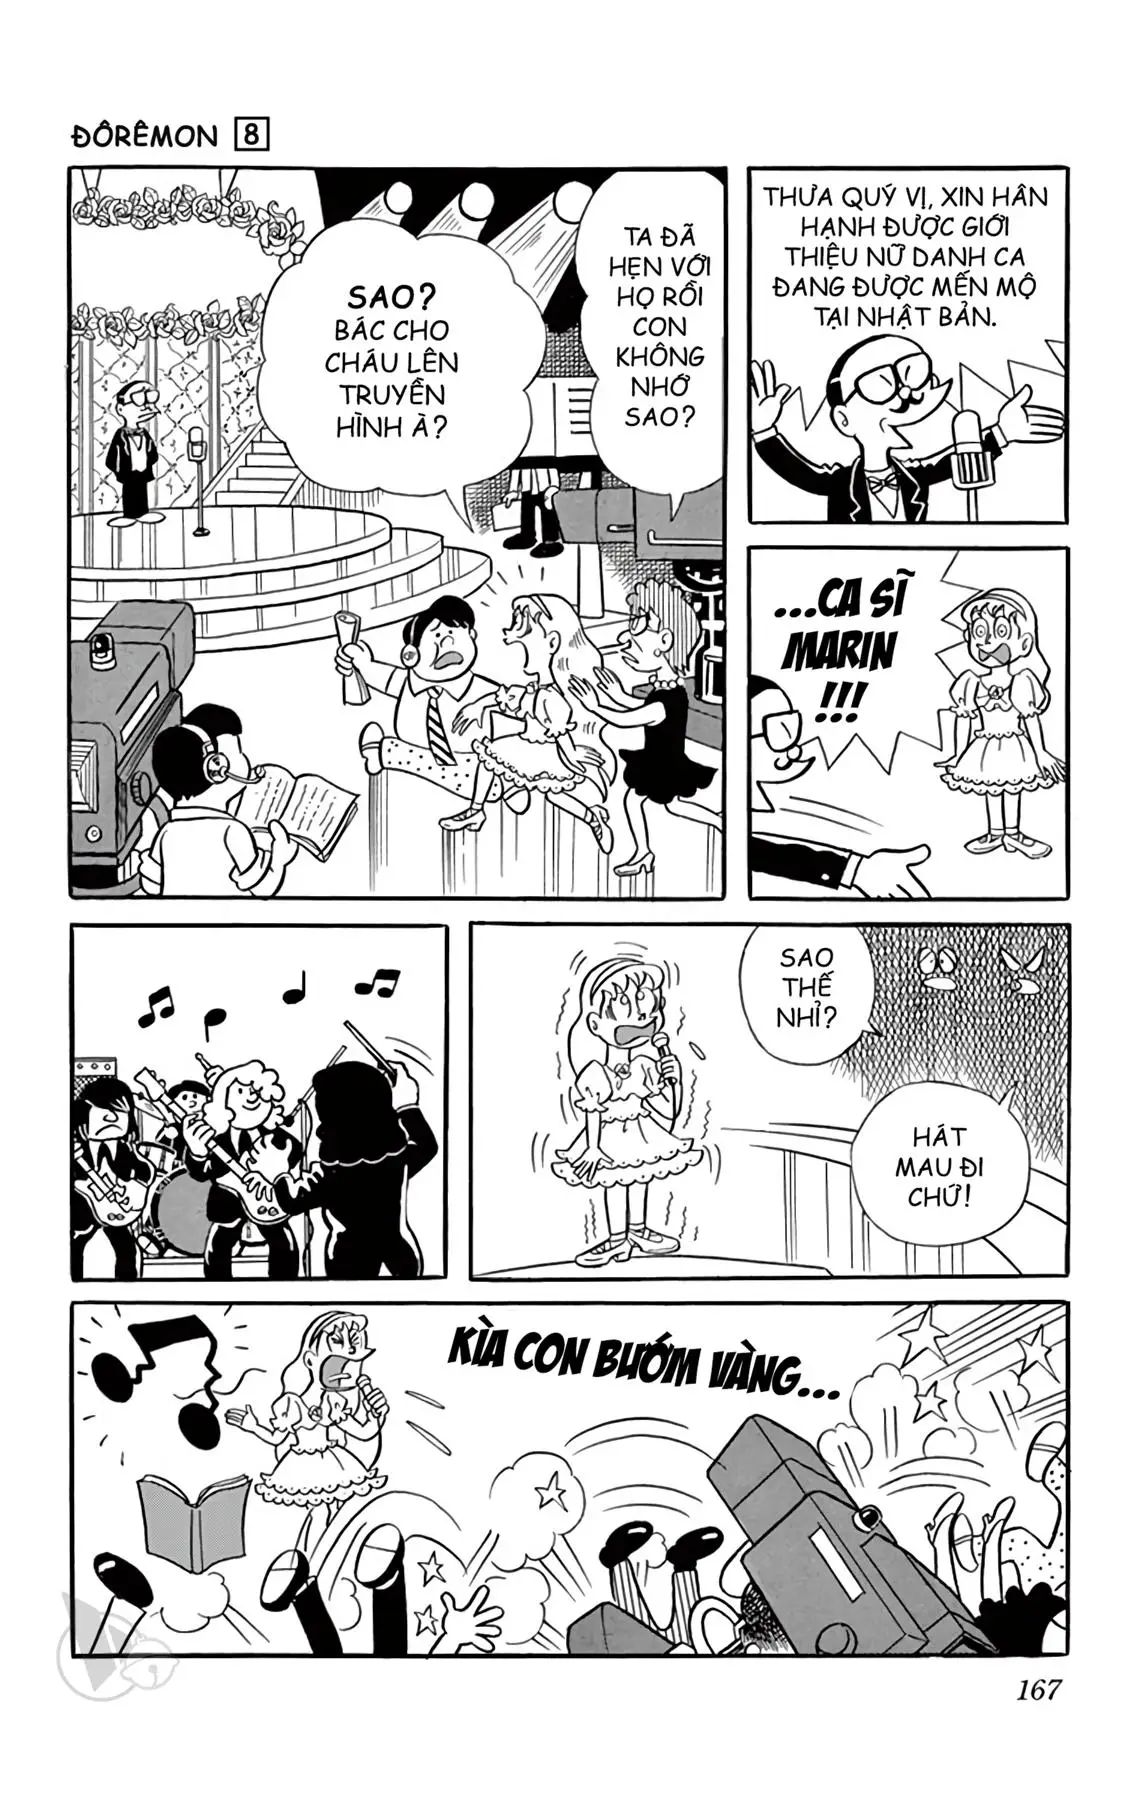 ĐÔRÊMON 8
SAO?
BÁC CHO
CHÁU LÊN
TRUYỀN
HÌNH À?
TA ĐÃ
HẸN VỚI
HỌ RỒI
CON
KHÔNG
NHỚ
SAO?
THƯA QUÝ VỊ, XIN HÂN
HẠNH ĐƯỢC GIỚI
THIỆU NỮ DANH CA
ĐANG ĐƯỢC MẾN MỘ
TẠI NHẬT BẢN.
...CA SĨ
MARIN
!!!
SAO
THẾ
NHỈ?
HÁT
MAU ĐI
CHỨ!
KÌA CON BƯỚM VÀNG...
167